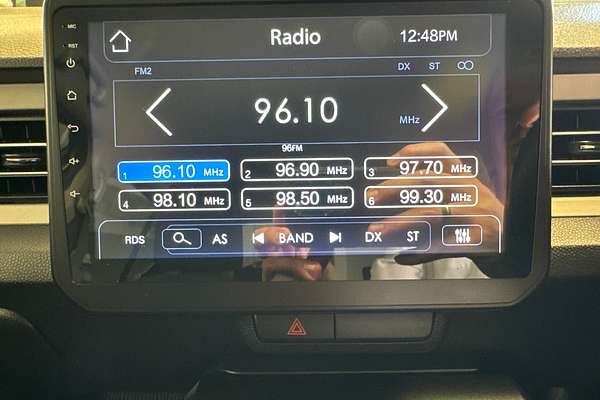 MIC
Radio
12:48PM
RST
FM2
DX ST
96.10
MHz
96FM
1 96.10 MHz
2 96.90 MHz
3 97.70 MHz
4 98.10 MHz
5 98.50 MHz
6 99.30 MHz
RDS AS BAND DX ST